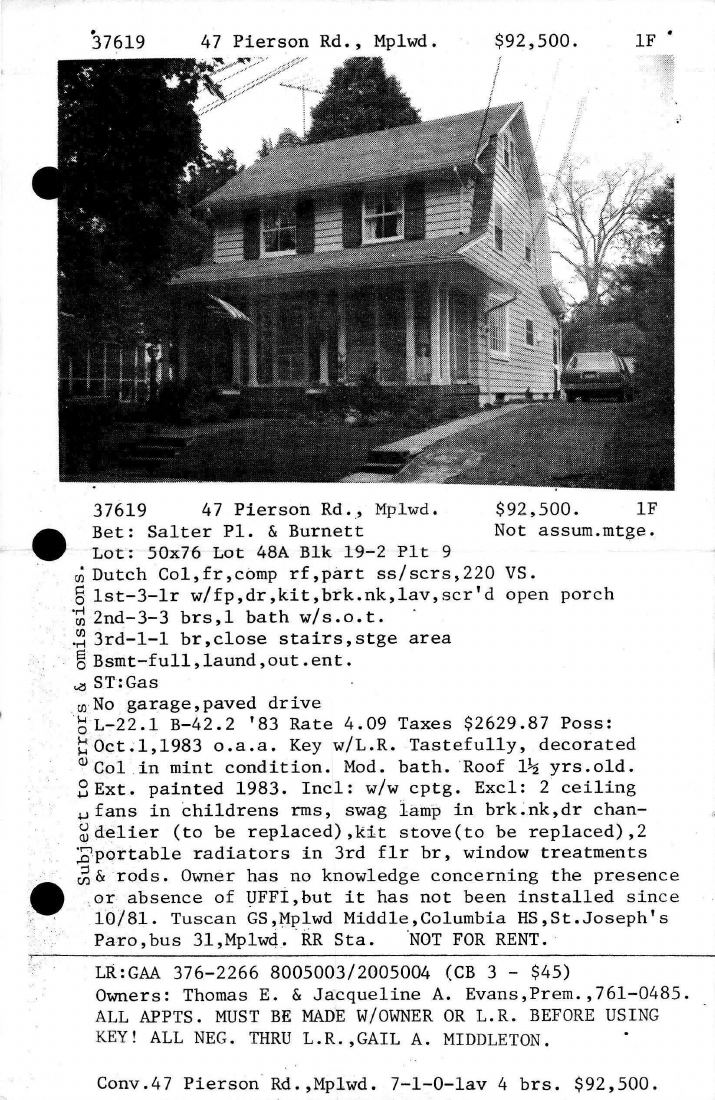 37619 47 Pierson Rd., Mplwd. $92,500. 1F
37619 47 Pierson Rd., Mplwd. $92,500. 1F
Bet: Salter Pl. & Burnett Not assum.mtge.
Lot: 50x76 Lot 48A Blk 19-2 Plt 9
Dutch Col,fr,comp rf,part ss/scrs,220 VS.
1st-3-lr w/fp,dr,kit,brk.nk,lav,scr'd open porch
2nd-3-3 brs,1 bath w/s.o.t.
3rd-1-1 br,close stairs,stge area
Bsmt-full,laund,out.ent.
ST:Gas
No garage,paved drive
L-22.1 B-42.2 '83 Rate 4.09 Taxes $2629.87 Poss:
Oct.1,1983 o.a.a. Key w/L.R. Tastefully, decorated
Col in mint condition. Mod. bath. Roof 1½ yrs.old.
Ext. painted 1983. Incl: w/w cptg. Excl: 2 ceiling
fans in childrens rms, swag lamp in brk.nk,dr chan-
delier (to be replaced),kit stove(to be replaced),2
portable radiators in 3rd flr br, window treatments
& rods. Owner has no knowledge concerning the presence
or absence of UFFI,but it has not been installed since
10/81. Tuscan GS,Mplwd Middle,Columbia HS,St.Joseph's
Paro,bus 31,Mplwd. RR Sta. NOT FOR RENT.
Subject to errors & omissions.
LR:GAA 376-2266 8005003/2005004 (CB 3 - $45)
Owners: Thomas E. & Jacqueline A. Evans,Prem.,761-0485.
ALL APPTS. MUST BE MADE W/OWNER OR L.R. BEFORE USING
KEY! ALL NEG. THRU L.R.,GAIL A. MIDDLETON.
Conv.47 Pierson Rd.,Mplwd. 7-1-0-lav 4 brs. $92,500.